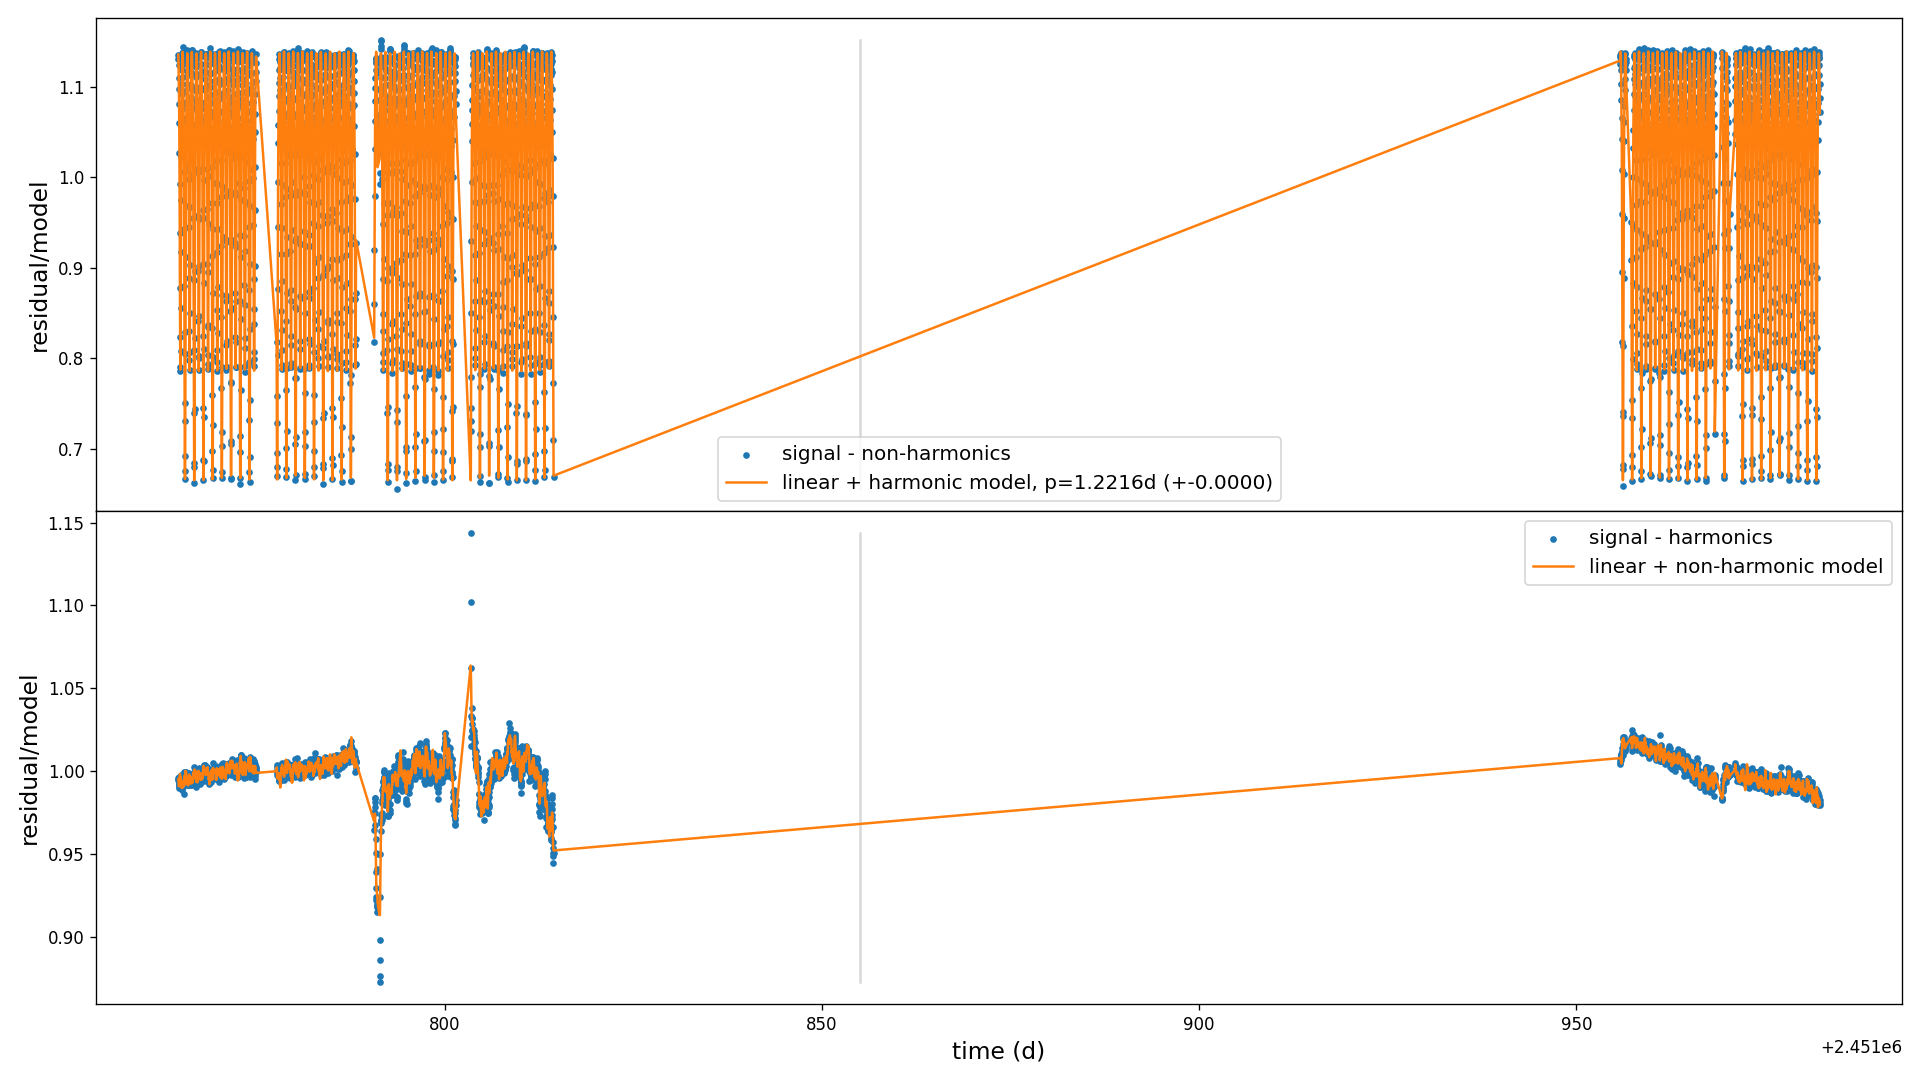 1.1
1.0
0.9
0.8
0.7
residual/model
signal - non-harmonics
linear + harmonic model, p=1.2216d (+-0.0000)
1.15
1.10
1.05
1.00
0.95
0.90
residual/model
signal - harmonics
linear + non-harmonic model
800
850
900
950
time (d)
+2.451e6